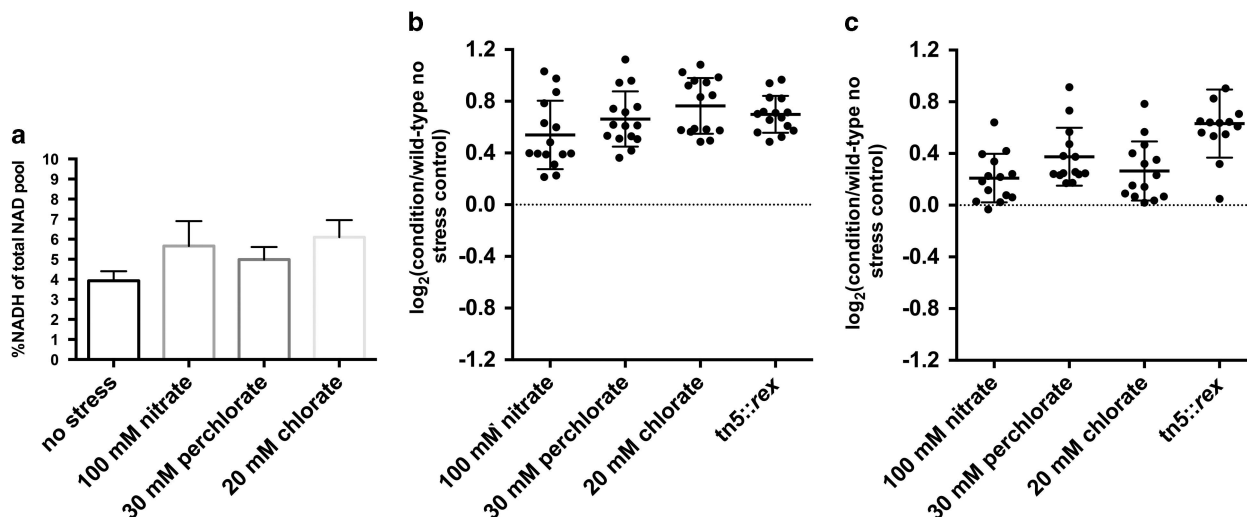 a
%NADH of total NAD pool
10
9
8
7
6
5
4
3
2
1
0
no stress
100 mM nitrate
30 mM perchlorate
20 mM chlorate
b
log2(condition/wild-type no
stress control)
1.2
0.8
0.4
0.0
-0.4
-0.8
-1.2
100 mM nitrate
30 mM perchlorate
20 mM chlorate
tn5::rex
c
log2(condition/wild-type no
stress control)
1.2
0.8
0.4
0.0
-0.4
-0.8
-1.2
100 mM nitrate
30 mM perchlorate
20 mM chlorate
tn5::rex